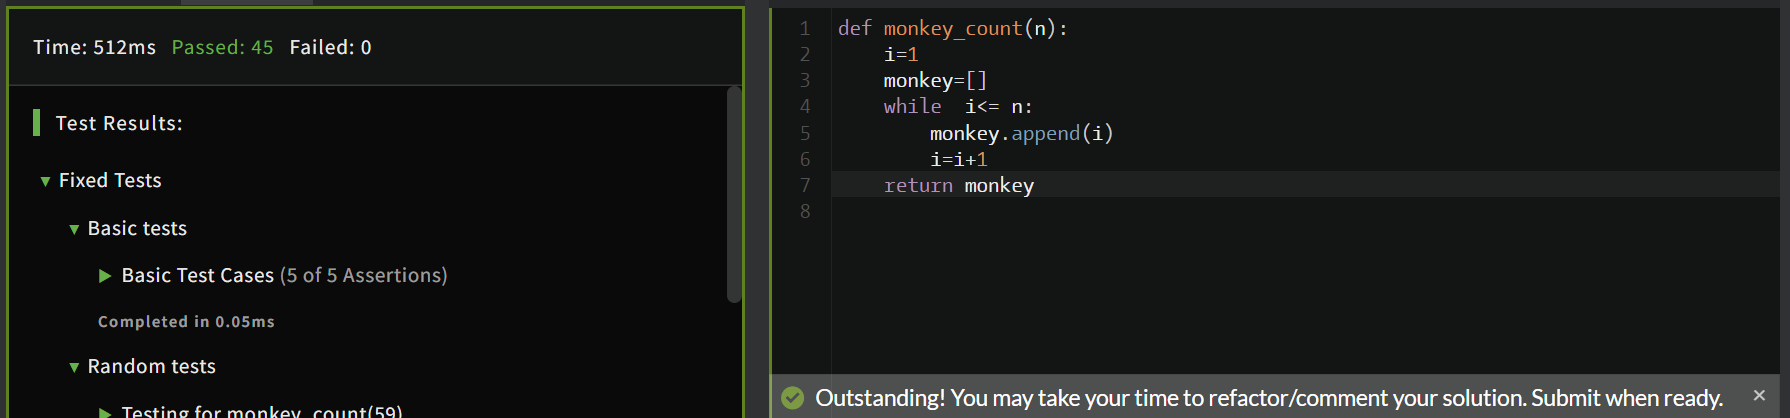 Time: 512ms Passed: 45 Failed: 0
Test Results:
Fixed Tests
Basic tests
Basic Test Cases (5 of 5 Assertions)
Completed in 0.05ms
Random tests
Testing for monkey_count(59)
1 def monkey_count(n):
2     i=1
3     monkey=[]
4     while  i<= n:
5         monkey.append(i)
6         i=i+1
7     return monkey
8
Outstanding! You may take your time to refactor/comment your solution. Submit when ready. ×